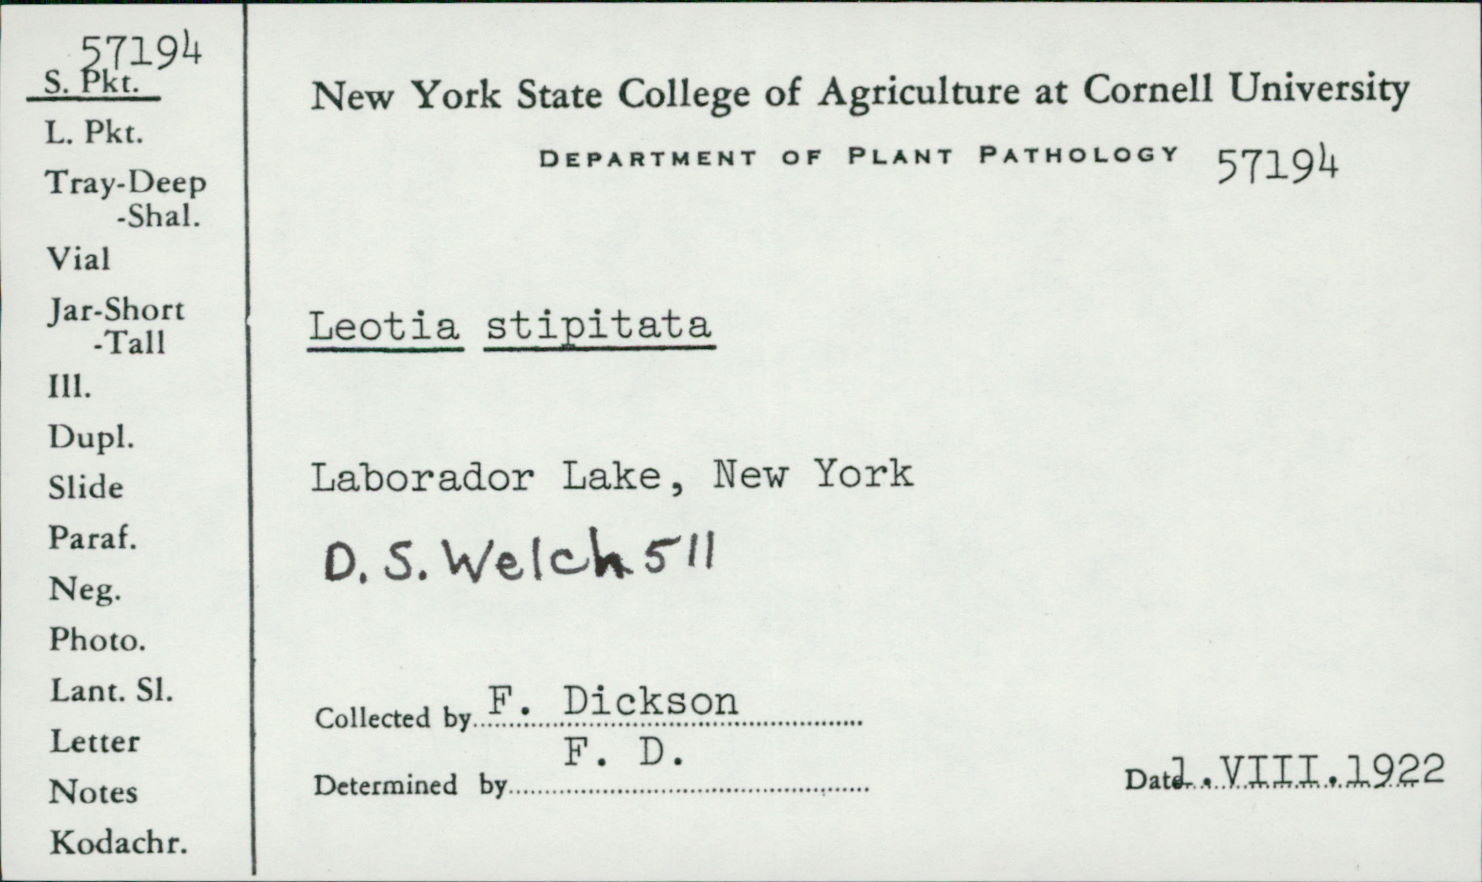 57194
S. Pkt.
L. Pkt.
Tray-Deep
-Shal.
Vial
Jar-Short
-Tall
Ill.
Dupl.
Slide
Paraf.
Neg.
Photo.
Lant. Sl.
Letter
Notes
Kodachr.
New York State College of Agriculture at Cornell University
DEPARTMENT OF PLANT PATHOLOGY 57194
Leotia stipitata
Laborador Lake, New York
D. S. Welch 511
Collected by F. Dickson
Determined by F. D.
Date 1.VIII.1922